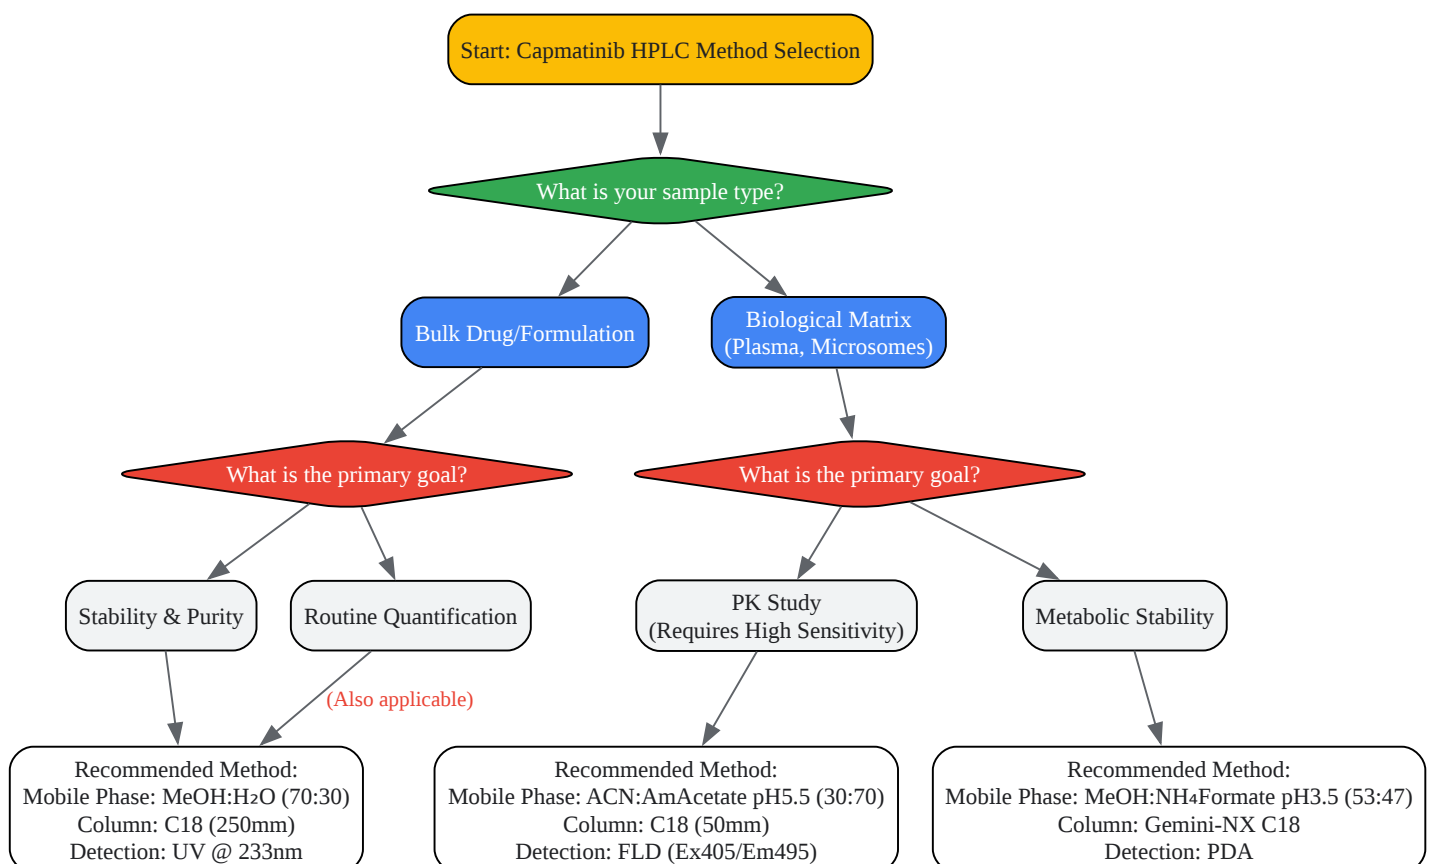 Start: Capmatinib HPLC Method Selection
What is your sample type?
Bulk Drug/Formulation
Biological Matrix
(Plasma, Microsomes)
What is the primary goal?
What is the primary goal?
Stability & Purity
Routine Quantification
PK Study
(Requires High Sensitivity)
Metabolic Stability
(Also applicable)
Recommended Method:
Mobile Phase: MeOH:H₂O (70:30)
Column: C18 (250mm)
Detection: UV @ 233nm
Recommended Method:
Mobile Phase: ACN:AmAcetate pH5.5 (30:70)
Column: C18 (50mm)
Detection: FLD (Ex405/Em495)
Recommended Method:
Mobile Phase: MeOH:NH₄Formate pH3.5 (53:47)
Column: Gemini-NX C18
Detection: PDA